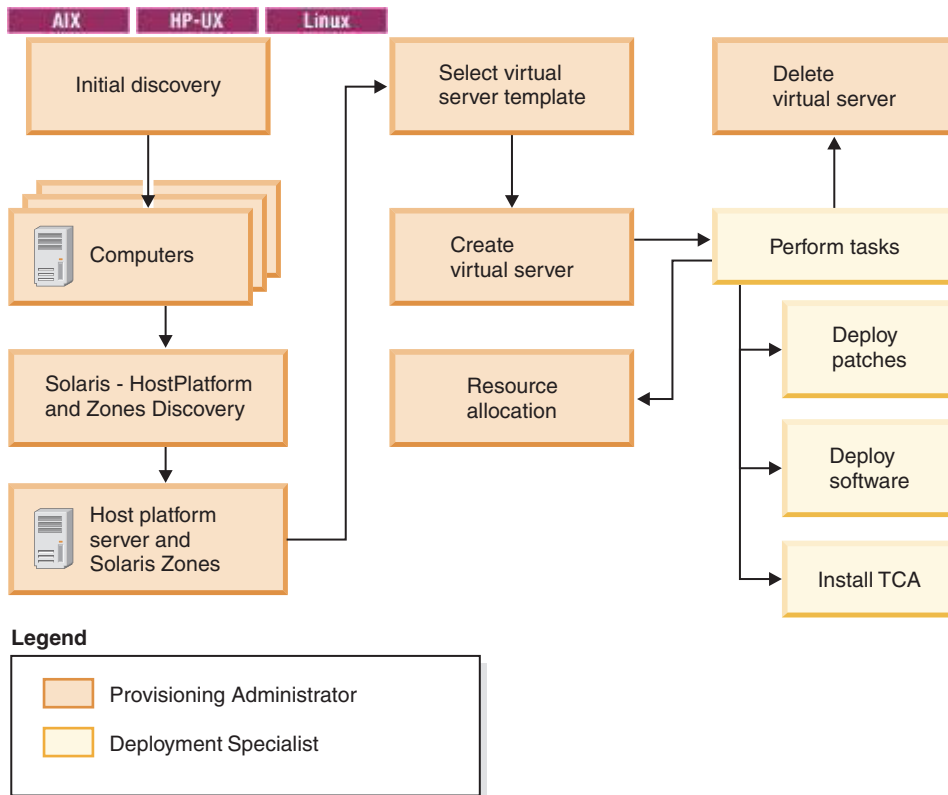 AIX
HP-UX
Linux
Initial discovery
Computers
Solaris - HostPlatform
and Zones Discovery
Host platform
server and
Solaris Zones
Select virtual
server template
Create
virtual server
Resource
allocation
Delete
virtual server
Perform tasks
Deploy
patches
Deploy
software
Install TCA
Legend
Provisioning Administrator
Deployment Specialist